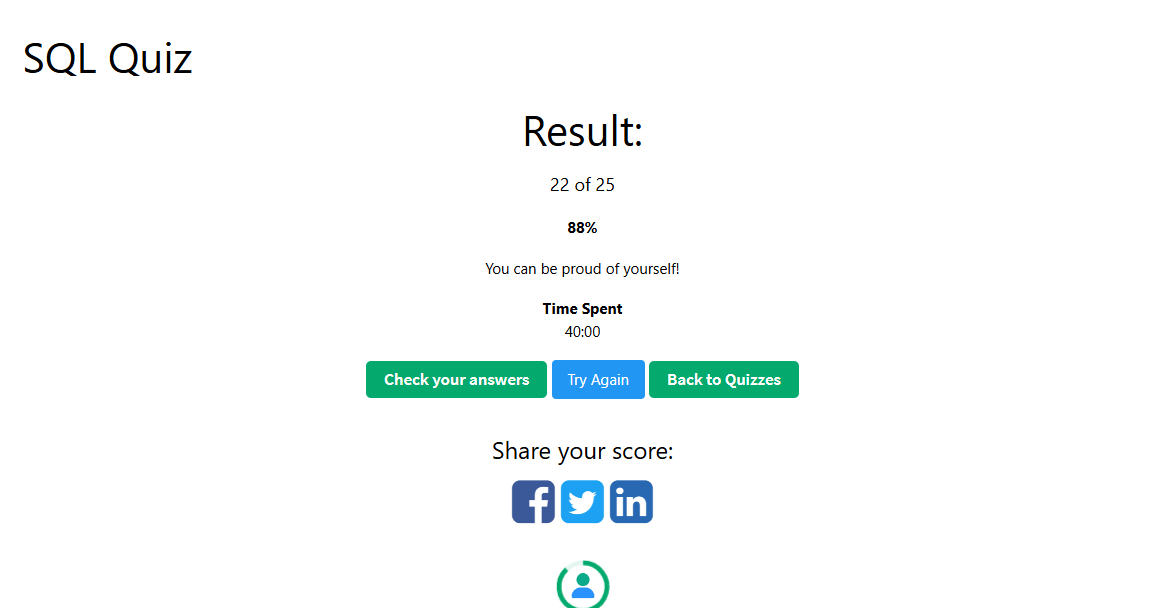 SQL Quiz
Result:
22 of 25
88%
You can be proud of yourself!
Time Spent
40:00
Check your answers Try Again Back to Quizzes
Share your score: